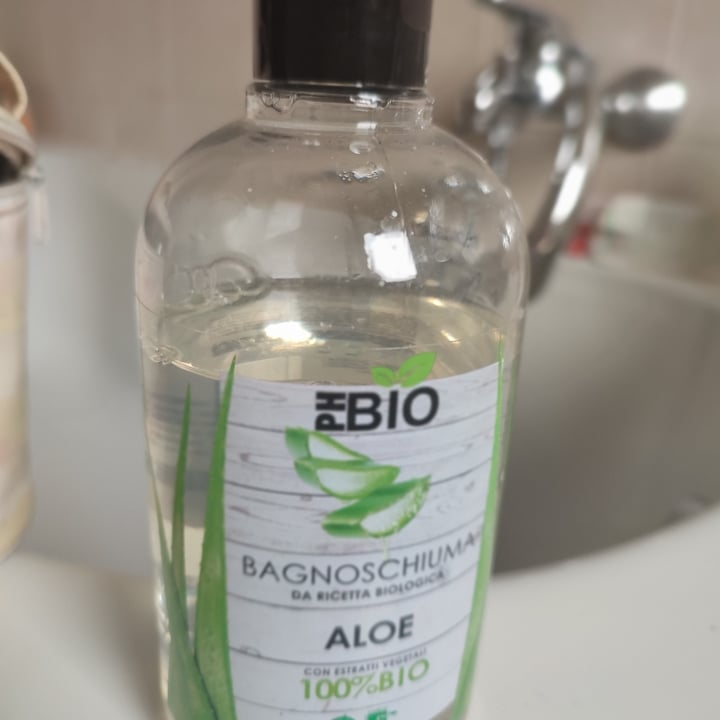 PH BIO
BAGNOSCHIUMA
DA RICETTA BIOLOGICA
ALOE
CON ESTRATTI VEGETALI
100% BIO